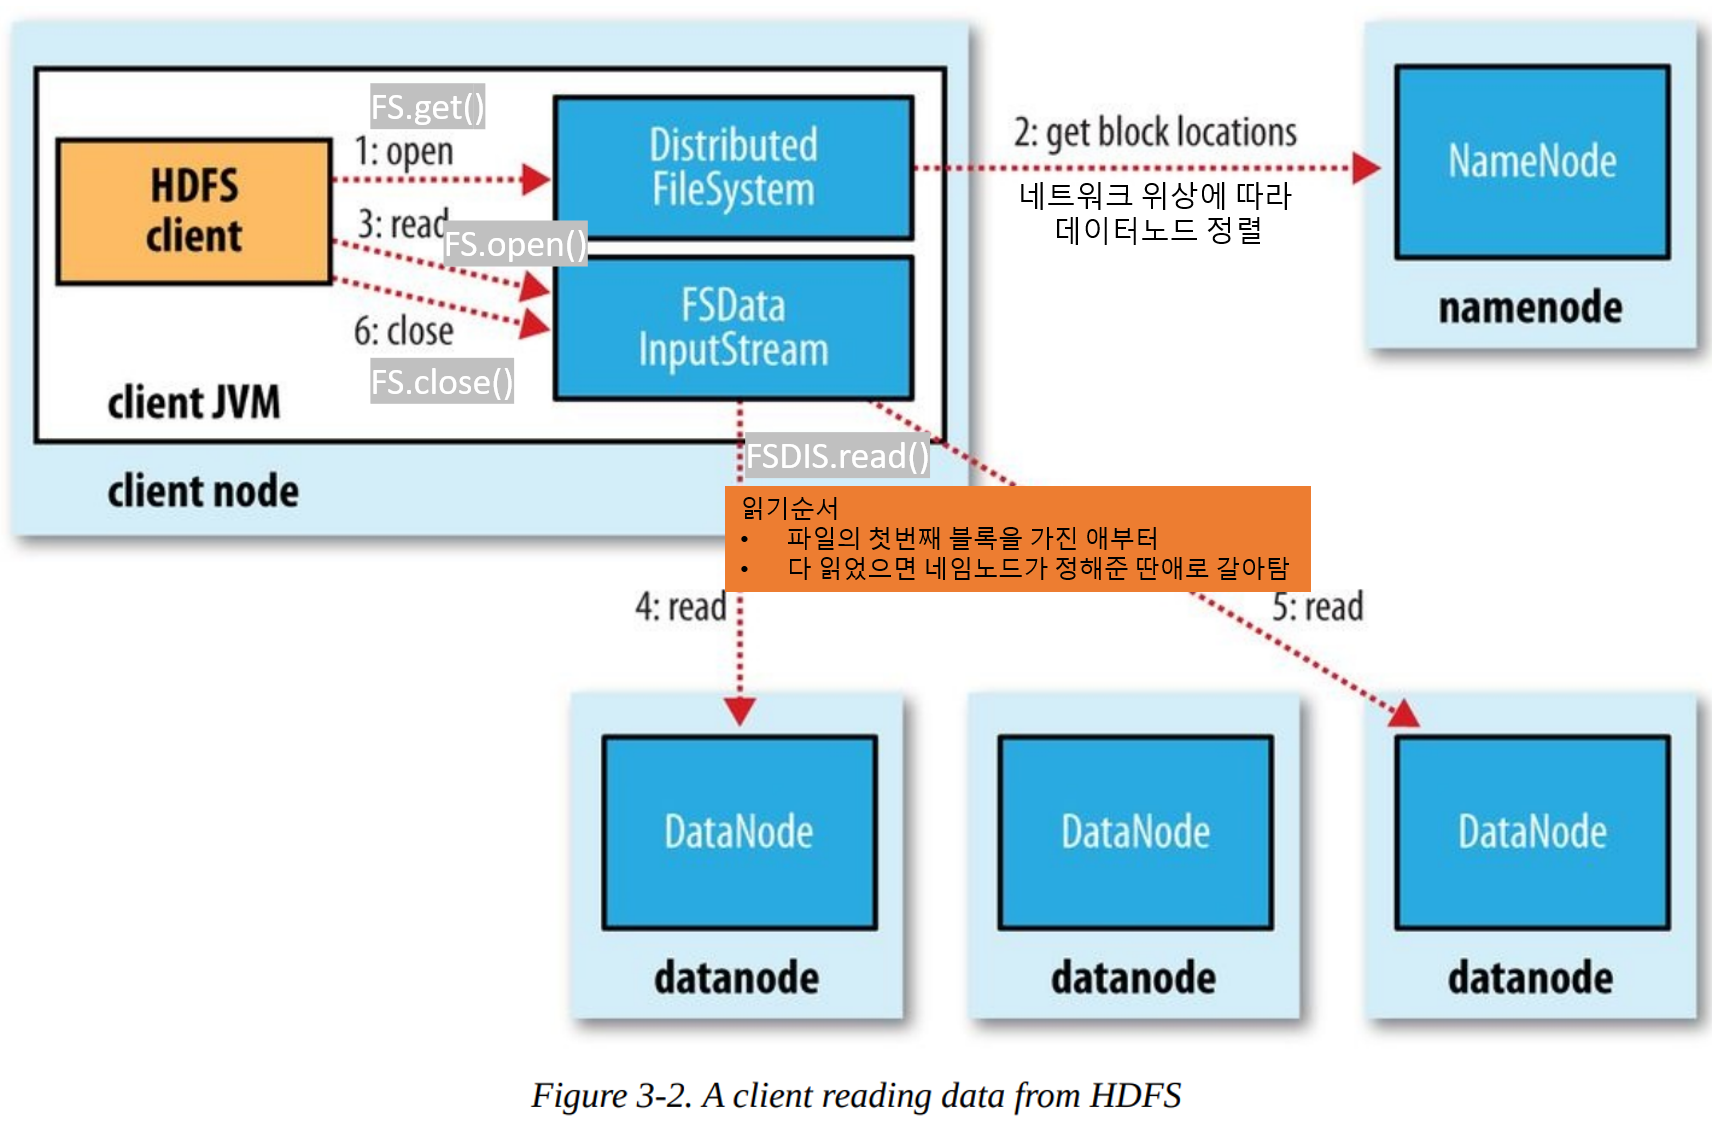 FS.get()
1: open
HDFS
client
Distributed
FileSystem
2: get block locations
네트워크 위상에 따라
데이터노드 정렬
NameNode
namenode
3: read
FS.open()
FSData
InputStream
6: close
FS.close()
client JVM
client node
FSDIS.read()
읽기순서
• 파일의 첫번째 블록을 가진 애부터
• 다 읽었으면 네임노드가 정해준 딴애로 갈아탐
4: read
5: read
DataNode
DataNode
DataNode
datanode
datanode
datanode
Figure 3-2. A client reading data from HDFS